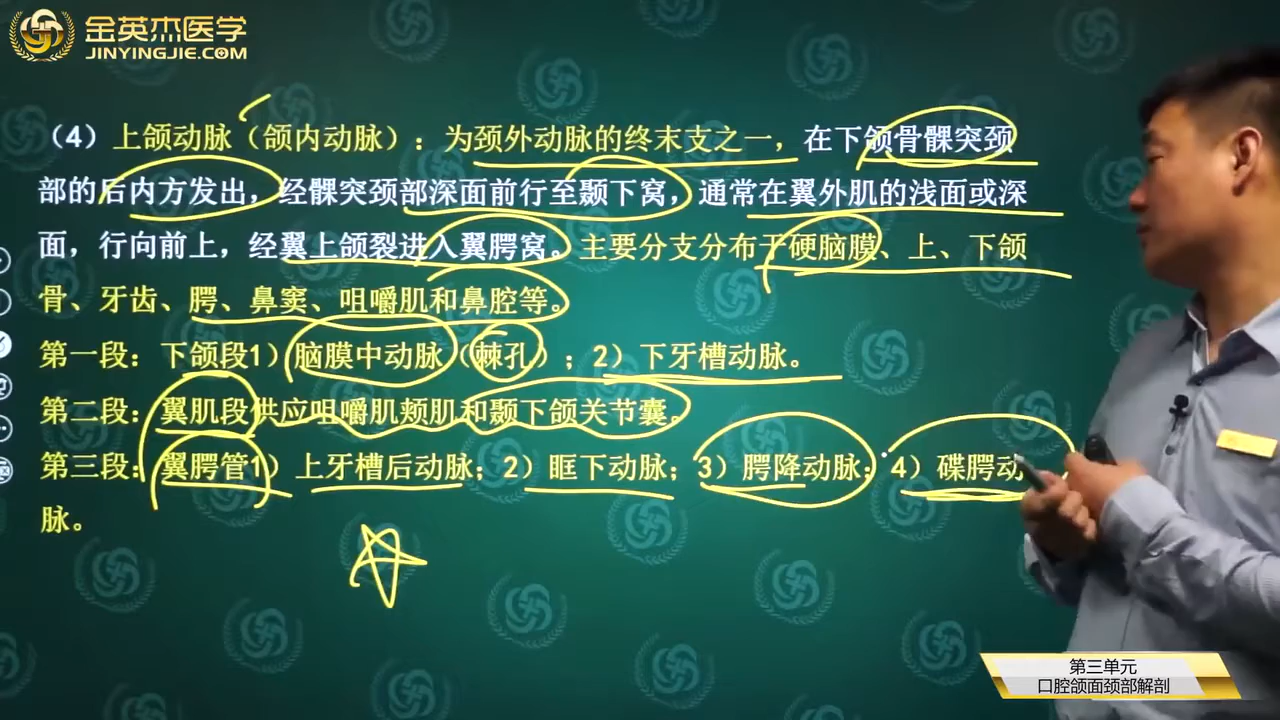 金英杰医学
JINYINGJIE.COM
（4）上颌动脉（颌内动脉）：为颈外动脉的终末支之一，在下颌骨髁突颈
部的后内方发出，经髁突颈部深面前行至颞下窝，通常在翼外肌的浅面或深
面，行向前上，经翼上颌裂进入翼腭窝。主要分支分布于硬脑膜、上、下颌
骨、牙齿、腭、鼻窦、咀嚼肌和鼻腔等。
第一段：下颌段1）脑膜中动脉（棘孔）；2）下牙槽动脉。
第二段：翼肌段供应咀嚼肌颊肌和颞下颌关节囊。
第三段：翼腭管1）上牙槽后动脉；2）眶下动脉；3）腭降动脉；4）碟腭动
脉。
第三单元
口腔颌面颈部解剖